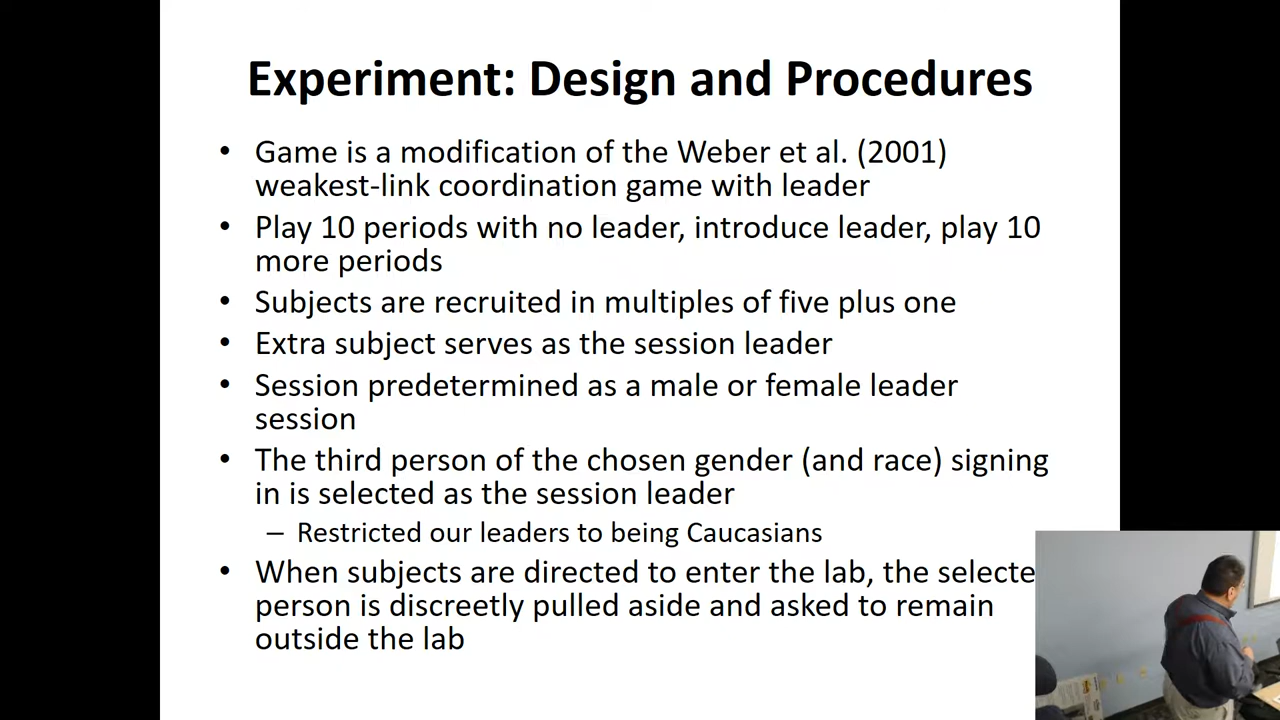 Experiment: Design and Procedures
• Game is a modification of the Weber et al. (2001)
weakest-link coordination game with leader
• Play 10 periods with no leader, introduce leader, play 10
more periods
• Subjects are recruited in multiples of five plus one
• Extra subject serves as the session leader
• Session predetermined as a male or female leader
session
• The third person of the chosen gender (and race) signing
in is selected as the session leader
– Restricted our leaders to being Caucasians
• When subjects are directed to enter the lab, the selecte
person is discreetly pulled aside and asked to remain
outside the lab